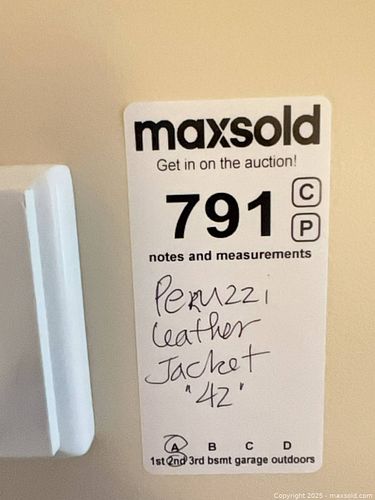 maxsold
Get in on the auction!
791 C
P
notes and measurements
Peruzzi
Leather
Jacket
"42"
A B C D
1st 2nd 3rd bsmt garage outdoors
Copyright 2025 - maxsold.com